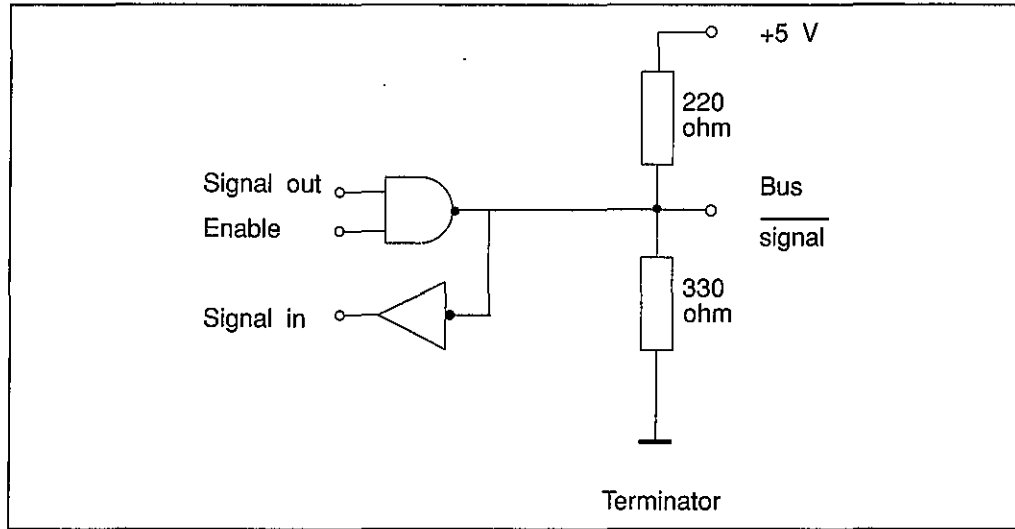 +5 V
220
ohm
Signal out
Enable
Bus
signal
330
ohm
Signal in
Terminator